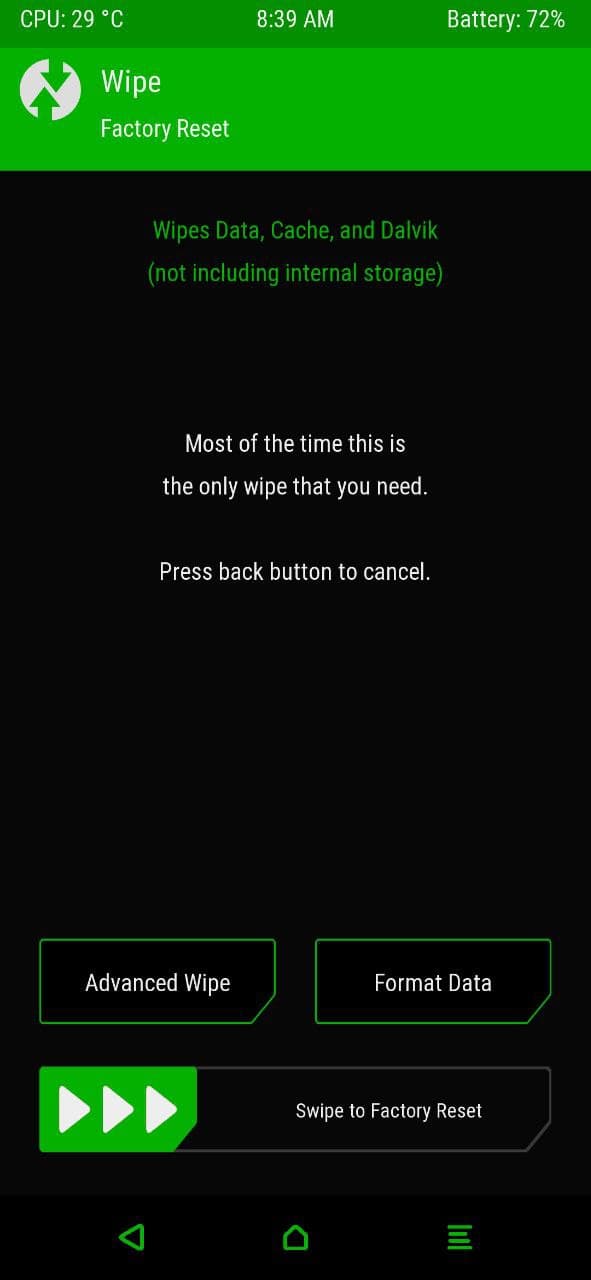 CPU: 29 °C 8:39 AM Battery: 72%
Wipe
Factory Reset
Wipes Data, Cache, and Dalvik
(not including internal storage)
Most of the time this is
the only wipe that you need.
Press back button to cancel.
Advanced Wipe Format Data
Swipe to Factory Reset